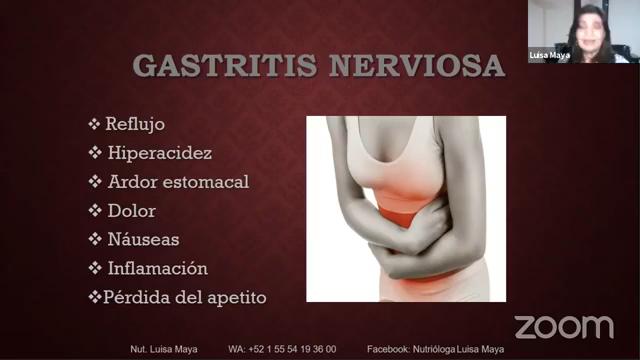 Luisa Maya
GASTRITIS NERVIOSA
Reflujo
Hiperacidez
Ardor estomacal
Dolor
Náuseas
Inflamación
Pérdida del apetito
zoom
Nut. Luisa Maya WA: +52 1 55 54 19 36 00 Facebook: Nutrióloga Luisa Maya